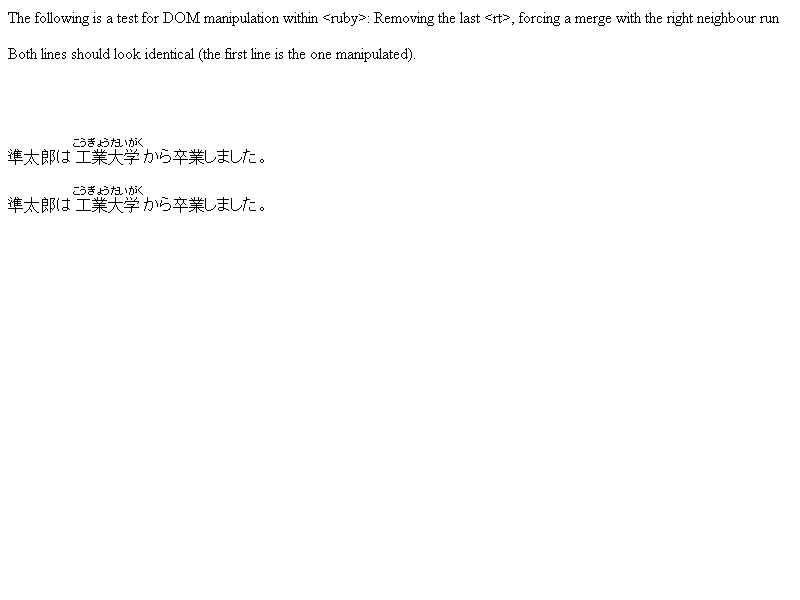 The following is a test for DOM manipulation within <ruby>: Removing the last <rt>, forcing a merge with the right neighbour run
Both lines should look identical (the first line is the one manipulated).
こうぎょうだいがく
準太郎は工業大学から卒業しました。
こうぎょうだいがく
準太郎は工業大学から卒業しました。